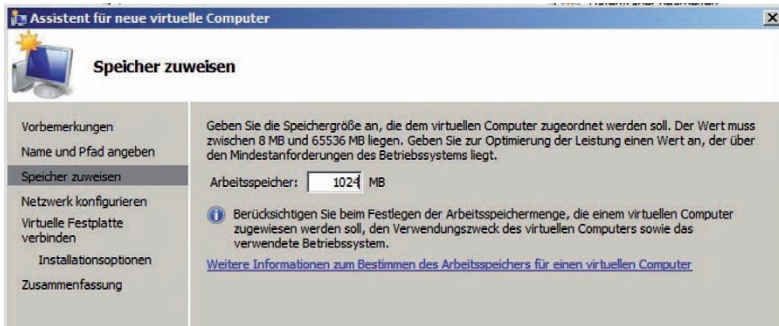 Assistent für neue virtuelle Computer
Speicher zuweisen
Vorbemerkungen
Name und Pfad angeben
Speicher zuweisen
Netzwerk konfigurieren
Virtuelle Festplatte
verbinden
Installationsoptionen
Zusammenfassung
Geben Sie die Speichergröße an, die dem virtuellen Computer zugeordnet werden soll. Der Wert muss
zwischen 8 MB und 65536 MB liegen. Geben Sie zur Optimierung der Leistung einen Wert an, der über
den Mindestanforderungen des Betriebssystems liegt.
Arbeitsspeicher: 1024 MB
Berücksichtigen Sie beim Festlegen der Arbeitsspeichermenge, die einem virtuellen Computer
zugewiesen werden soll, den Verwendungszweck des virtuellen Computers sowie das
verwendete Betriebssystem.
Weitere Informationen zum Bestimmen des Arbeitsspeichers für einen virtuellen Computer